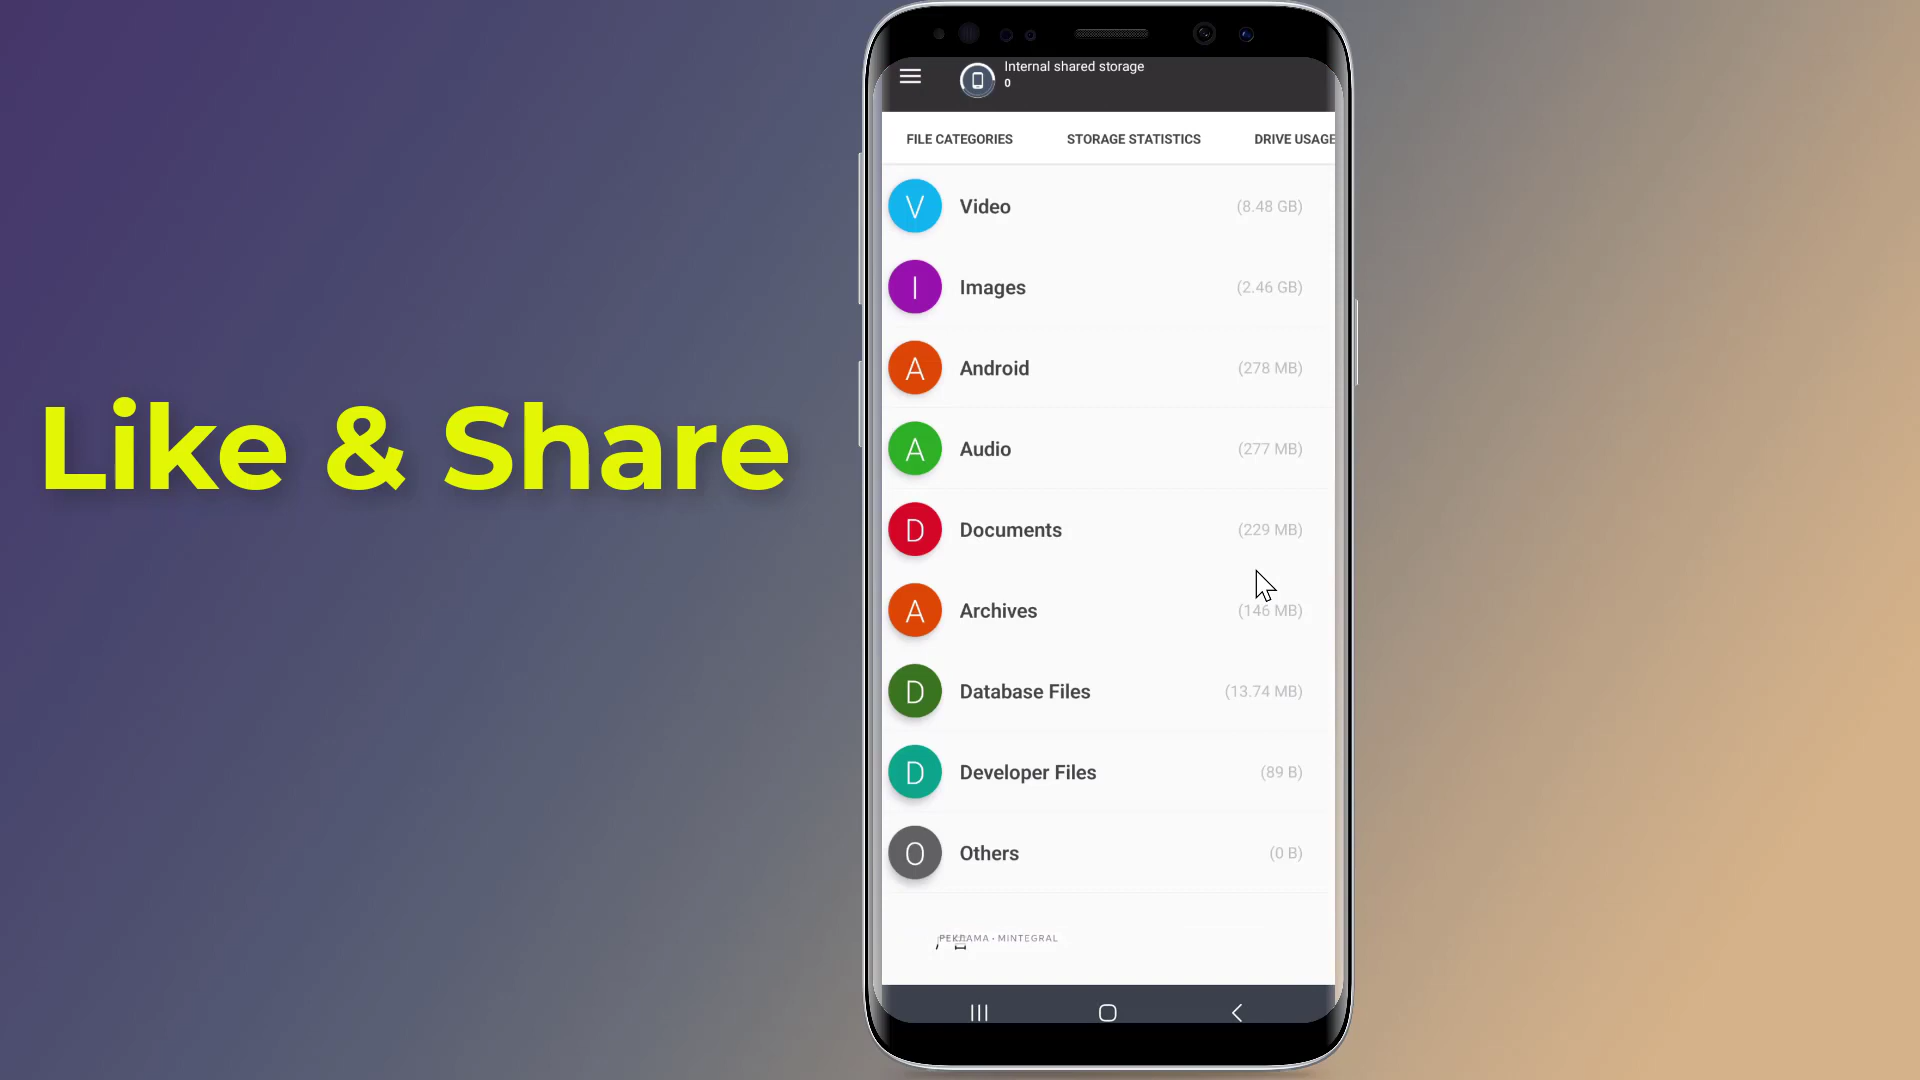 Like & Share
Internal shared storage
0
FILE CATEGORIES STORAGE STATISTICS DRIVE USAGE
V Video (8.48 GB)
I Images (2.46 GB)
A Android (278 MB)
A Audio (277 MB)
D Documents (229 MB)
A Archives (146 MB)
D Database Files (13.74 MB)
D Developer Files (89 B)
O Others (0 B)
РЕКЛАМА • MINTEGRAL